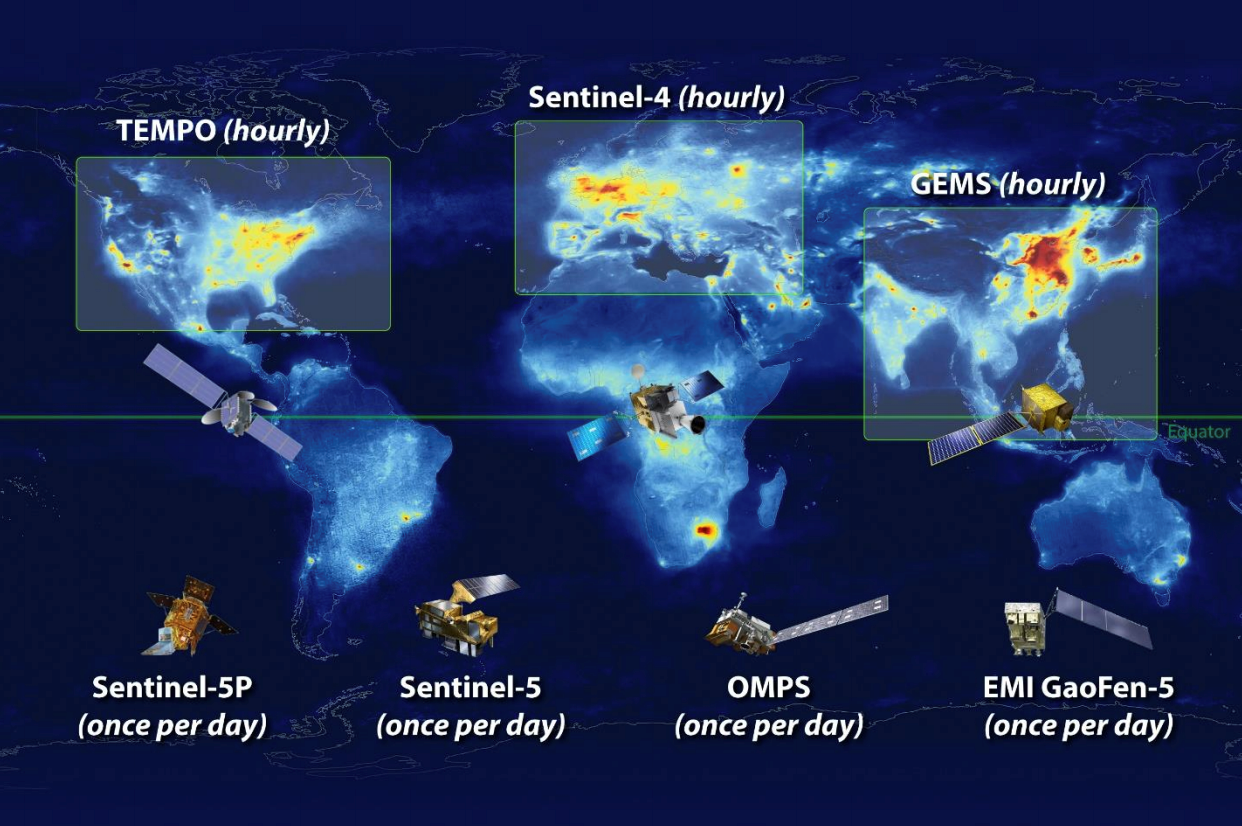 Sentinel-4 (hourly)
TEMPO (hourly)
GEMS (hourly)
Equator
Sentinel-5P
(once per day)
Sentinel-5
(once per day)
OMPS
(once per day)
EMI GaoFen-5
(once per day)